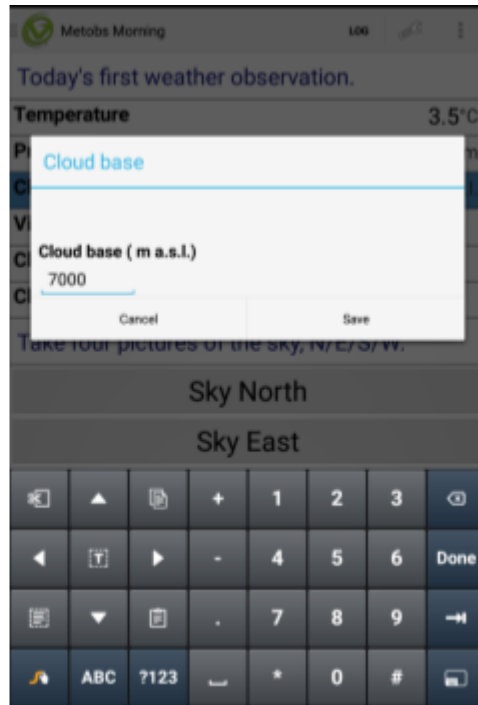 Metobs Morning LOG
Today's first weather observation.
Temperature 3.5°C
Cloud base
Cloud base ( m a.s.l.)
7000
Cancel Save
Take four pictures of the sky, N/E/S/W.
Sky North
Sky East
+ 1 2 3
T - 4 5 6 Done
. 7 8 9
ABC ?123 * 0 #